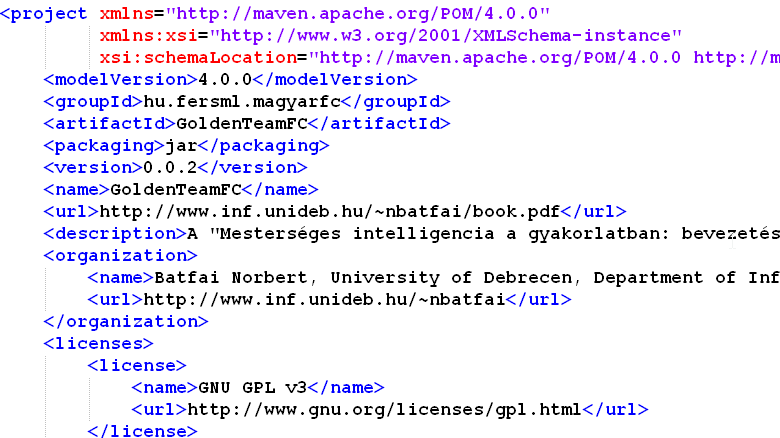 <project xmlns="http://maven.apache.org/POM/4.0.0"
xmlns:xsi="http://www.w3.org/2001/XMLSchema-instance"
xsi:schemaLocation="http://maven.apache.org/POM/4.0.0 http://m
<modelVersion>4.0.0</modelVersion>
<groupId>hu.fersml.magyarfc</groupId>
<artifactId>GoldenTeamFC</artifactId>
<packaging>jar</packaging>
<version>0.0.2</version>
<name>GoldenTeamFC</name>
<url>http://www.inf.unideb.hu/~nbatfai/book.pdf</url>
<description>A "Mesterséges intelligencia a gyakorlatban: bevezetés
<organization>
<name>Batfai Norbert, University of Debrecen, Department of Inf
<url>http://www.inf.unideb.hu/~nbatfai</url>
</organization>
<licenses>
<license>
<name>GNU GPL v3</name>
<url>http://www.gnu.org/licenses/gpl.html</url>
</license>